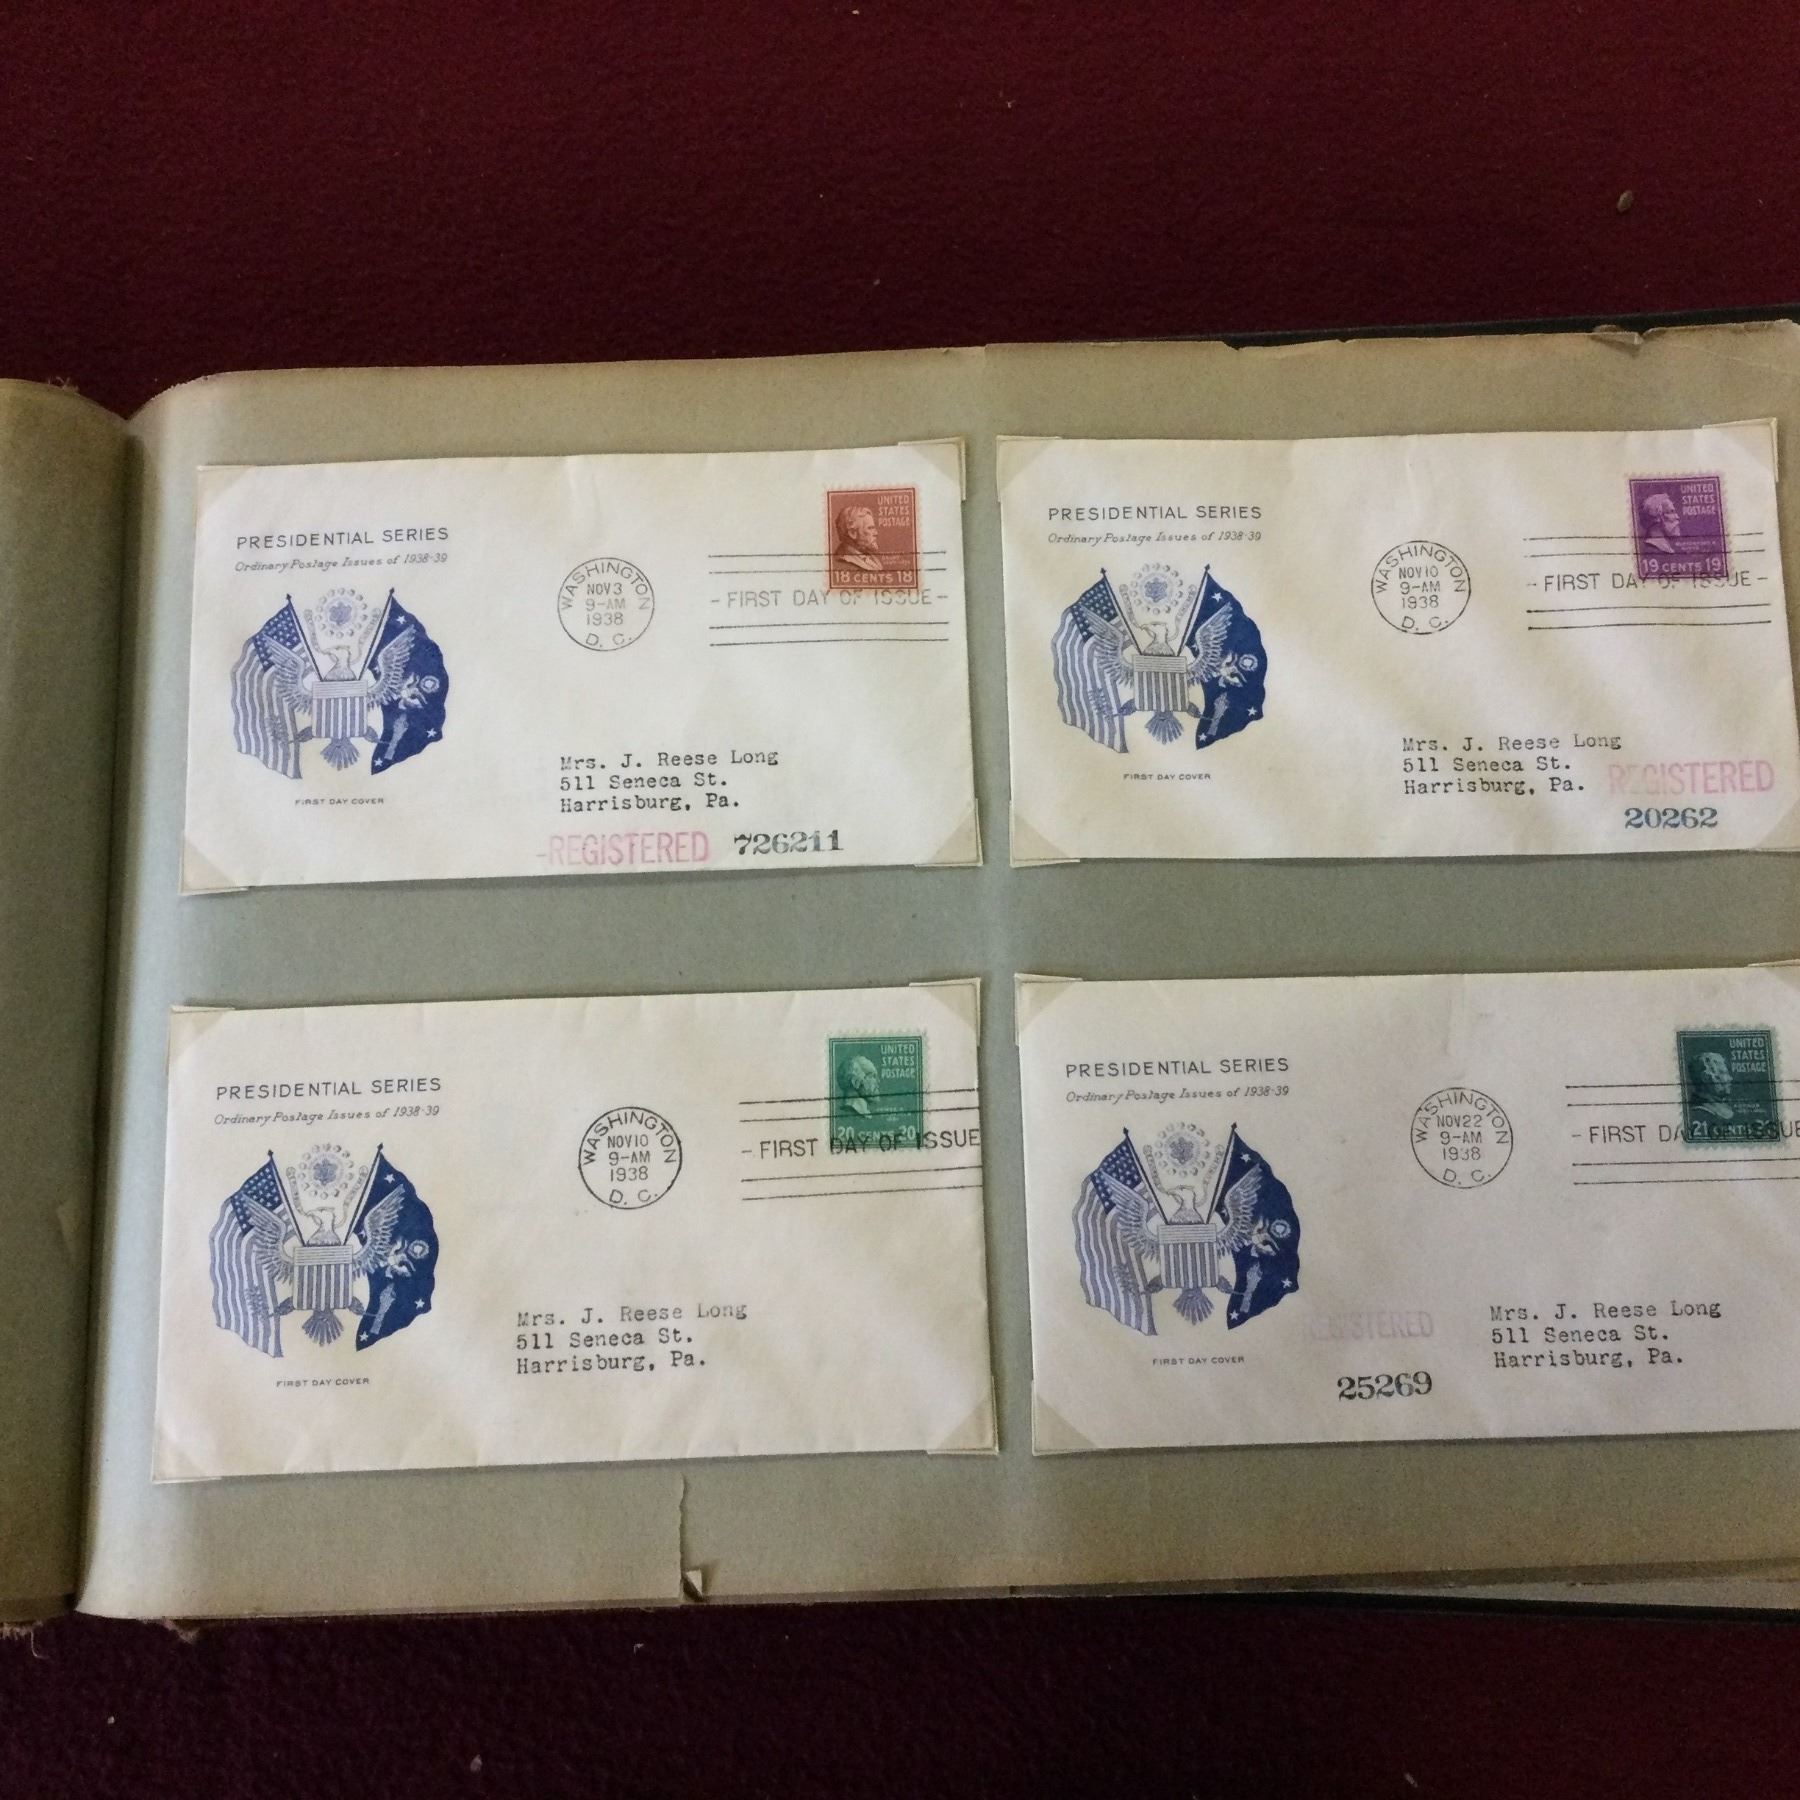 PRESIDENTIAL SERIES
Ordinary Postage Issues of 1938-39
FIRST DAY COVER
WASHINGTON
NOV 3
9-AM
1938
D. C.
UNITED
STATES
POSTAGE
18 CENTS 18
- FIRST DAY OF ISSUE -
Mrs. J. Reese Long
511 Seneca St.
Harrisburg, Pa.
-REGISTERED 726211
PRESIDENTIAL SERIES
Ordinary Postage Issues of 1938-39
FIRST DAY COVER
WASHINGTON
NOV 10
9-AM
1938
D. C.
UNITED
STATES
POSTAGE
19 CENTS 19
- FIRST DAY OF ISSUE -
Mrs. J. Reese Long
511 Seneca St.
Harrisburg, Pa.
REGISTERED
20262
PRESIDENTIAL SERIES
Ordinary Postage Issues of 1938-39
FIRST DAY COVER
WASHINGTON
NOV 10
9-AM
1938
D. C.
UNITED
STATES
POSTAGE
20 CENTS 20
- FIRST DAY OF ISSUE
Mrs. J. Reese Long
511 Seneca St.
Harrisburg, Pa.
PRESIDENTIAL SERIES
Ordinary Postage Issues of 1938-39
FIRST DAY COVER
WASHINGTON
NOV 22
9-AM
1938
D. C.
UNITED
STATES
POSTAGE
21 CENTS
- FIRST DAY OF ISSUE
REGISTERED
25269
Mrs. J. Reese Long
511 Seneca St.
Harrisburg, Pa.